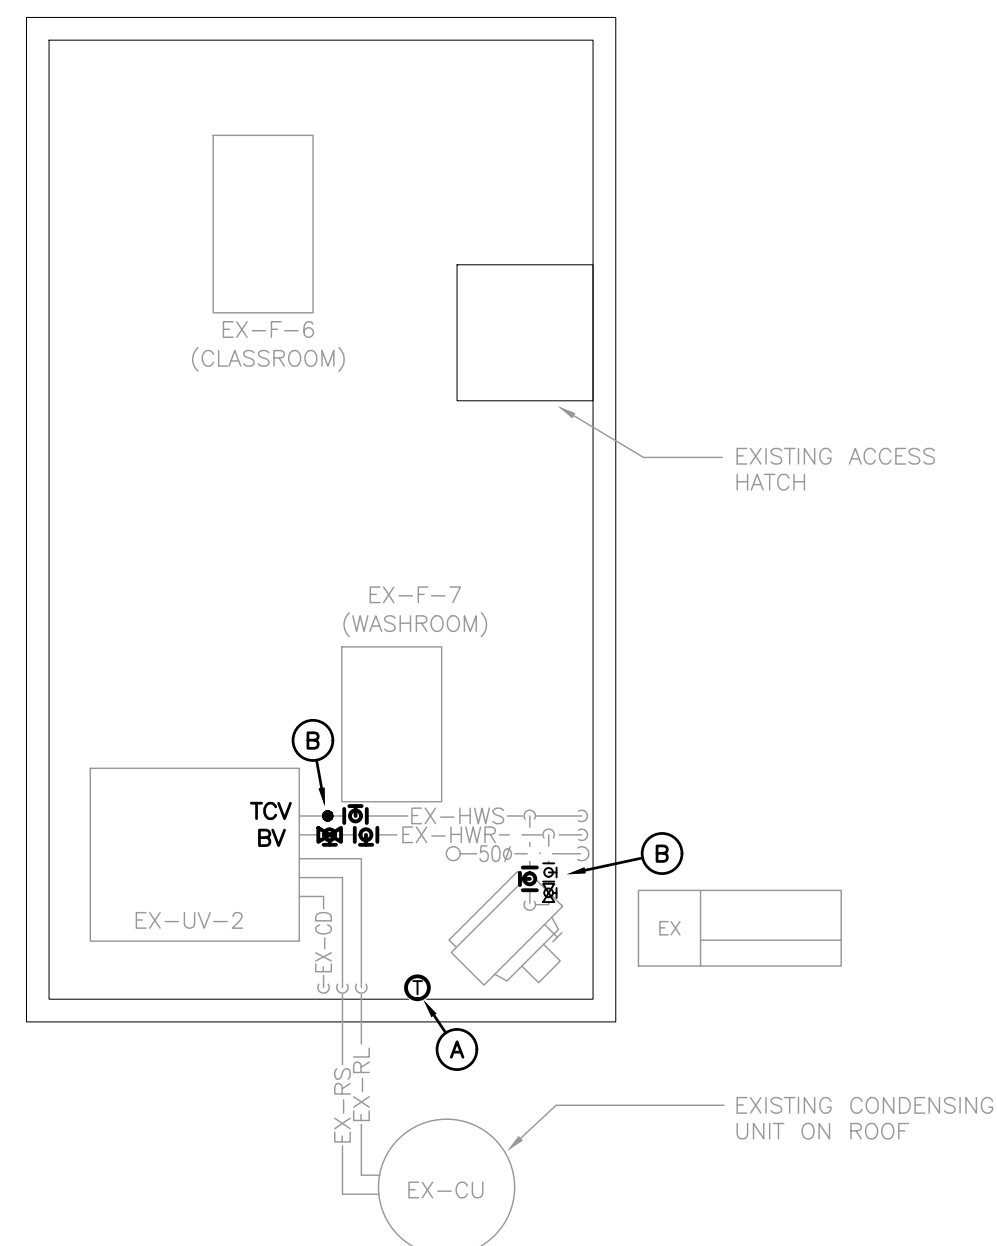 EX-F-6
(CLASSROOM)
EXISTING ACCESS
HATCH
EX-F-7
(WASHROOM)
B
TCV
EX-HWS
BV
EX-HWR
50ø
B
EX-UV-2
EX-CD
EX
T
A
EX-RS
EX-RL
EXISTING CONDENSING
UNIT ON ROOF
EX-CU